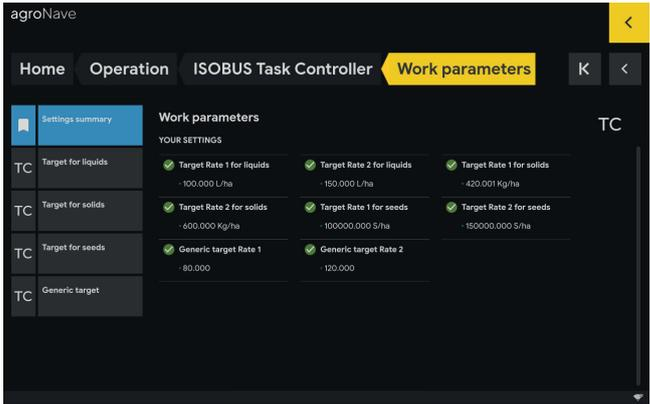 agroNave
Home
Operation
ISOBUS Task Controller
Work parameters
K
Settings summary
TC
Target for liquids
TC
Target for solids
TC
Target for seeds
TC
Generic target
Work parameters
TC
YOUR SETTINGS
Target Rate 1 for liquids
· 100.000 L/ha
Target Rate 2 for liquids
· 150.000 L/ha
Target Rate 1 for solids
· 420.001 Kg/ha
Target Rate 2 for solids
· 600.000 Kg/ha
Target Rate 1 for seeds
· 100000.000 S/ha
Target Rate 2 for seeds
· 150000.000 S/ha
Generic target Rate 1
· 80.000
Generic target Rate 2
· 120.000